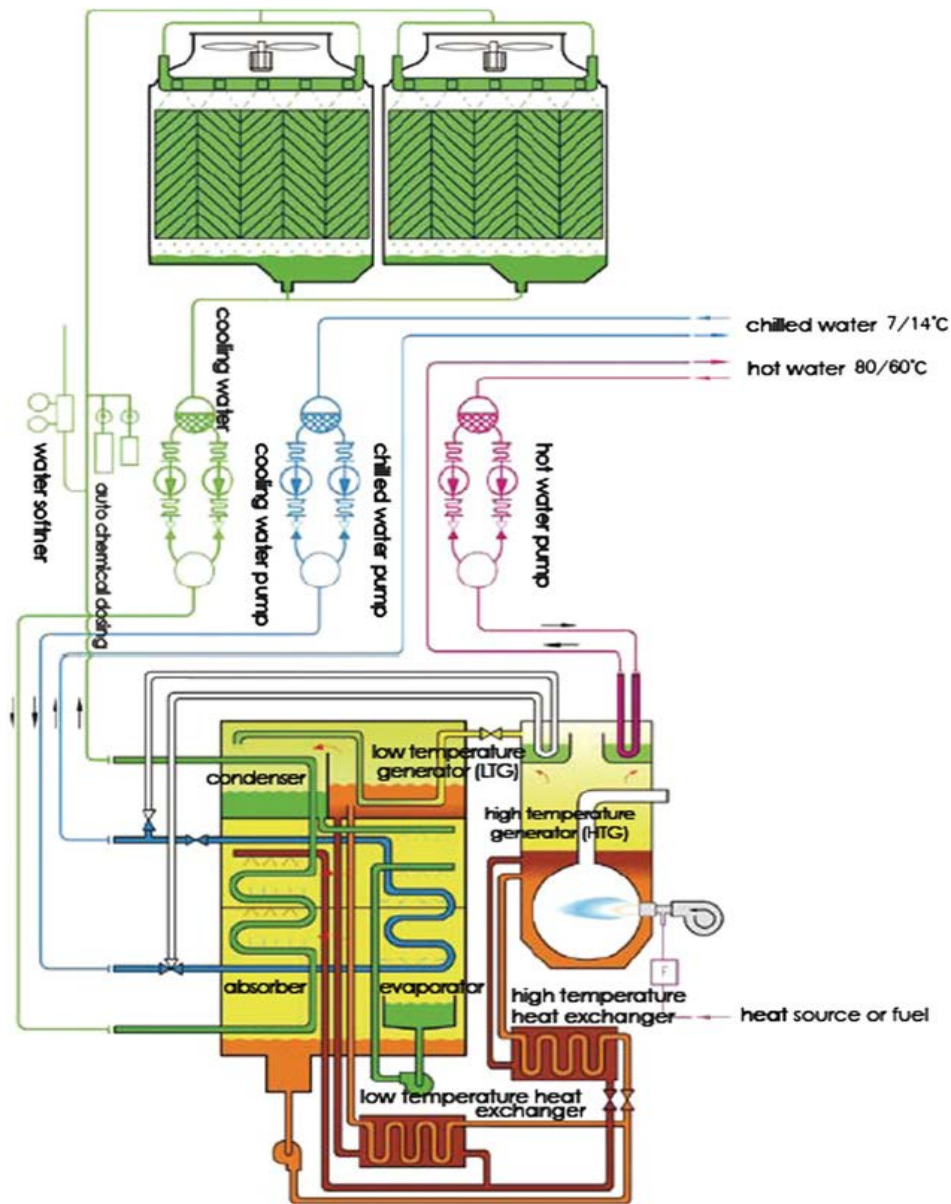 cooling water
chilled water 7/14°C
hot water 80/60°C
water softner
auto chemical dosing
cooling water pump
chilled water pump
hot water pump
condenser
low temperature
generator (LTG)
high temperature
generator (HTG)
absorber
evaporator
high temperature
heat exchanger
F
heat source or fuel
low temperature heat
exchanger